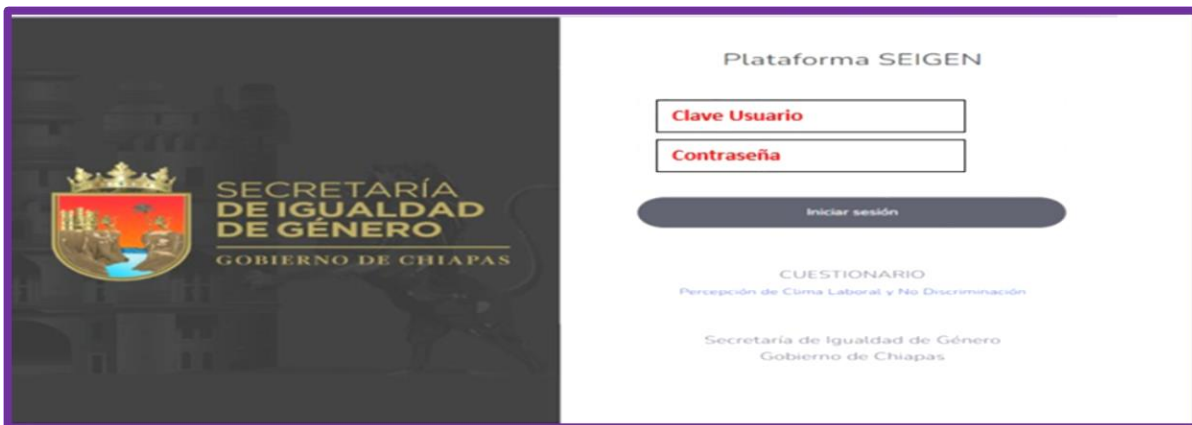 SECRETARÍA
DE IGUALDAD
DE GÉNERO
GOBIERNO DE CHIAPAS
Plataforma SEIGEN
Clave Usuario
Contraseña
Iniciar sesión
CUESTIONARIO
Percepción de Clima Laboral y No Discriminación
Secretaría de Igualdad de Género
Gobierno de Chiapas